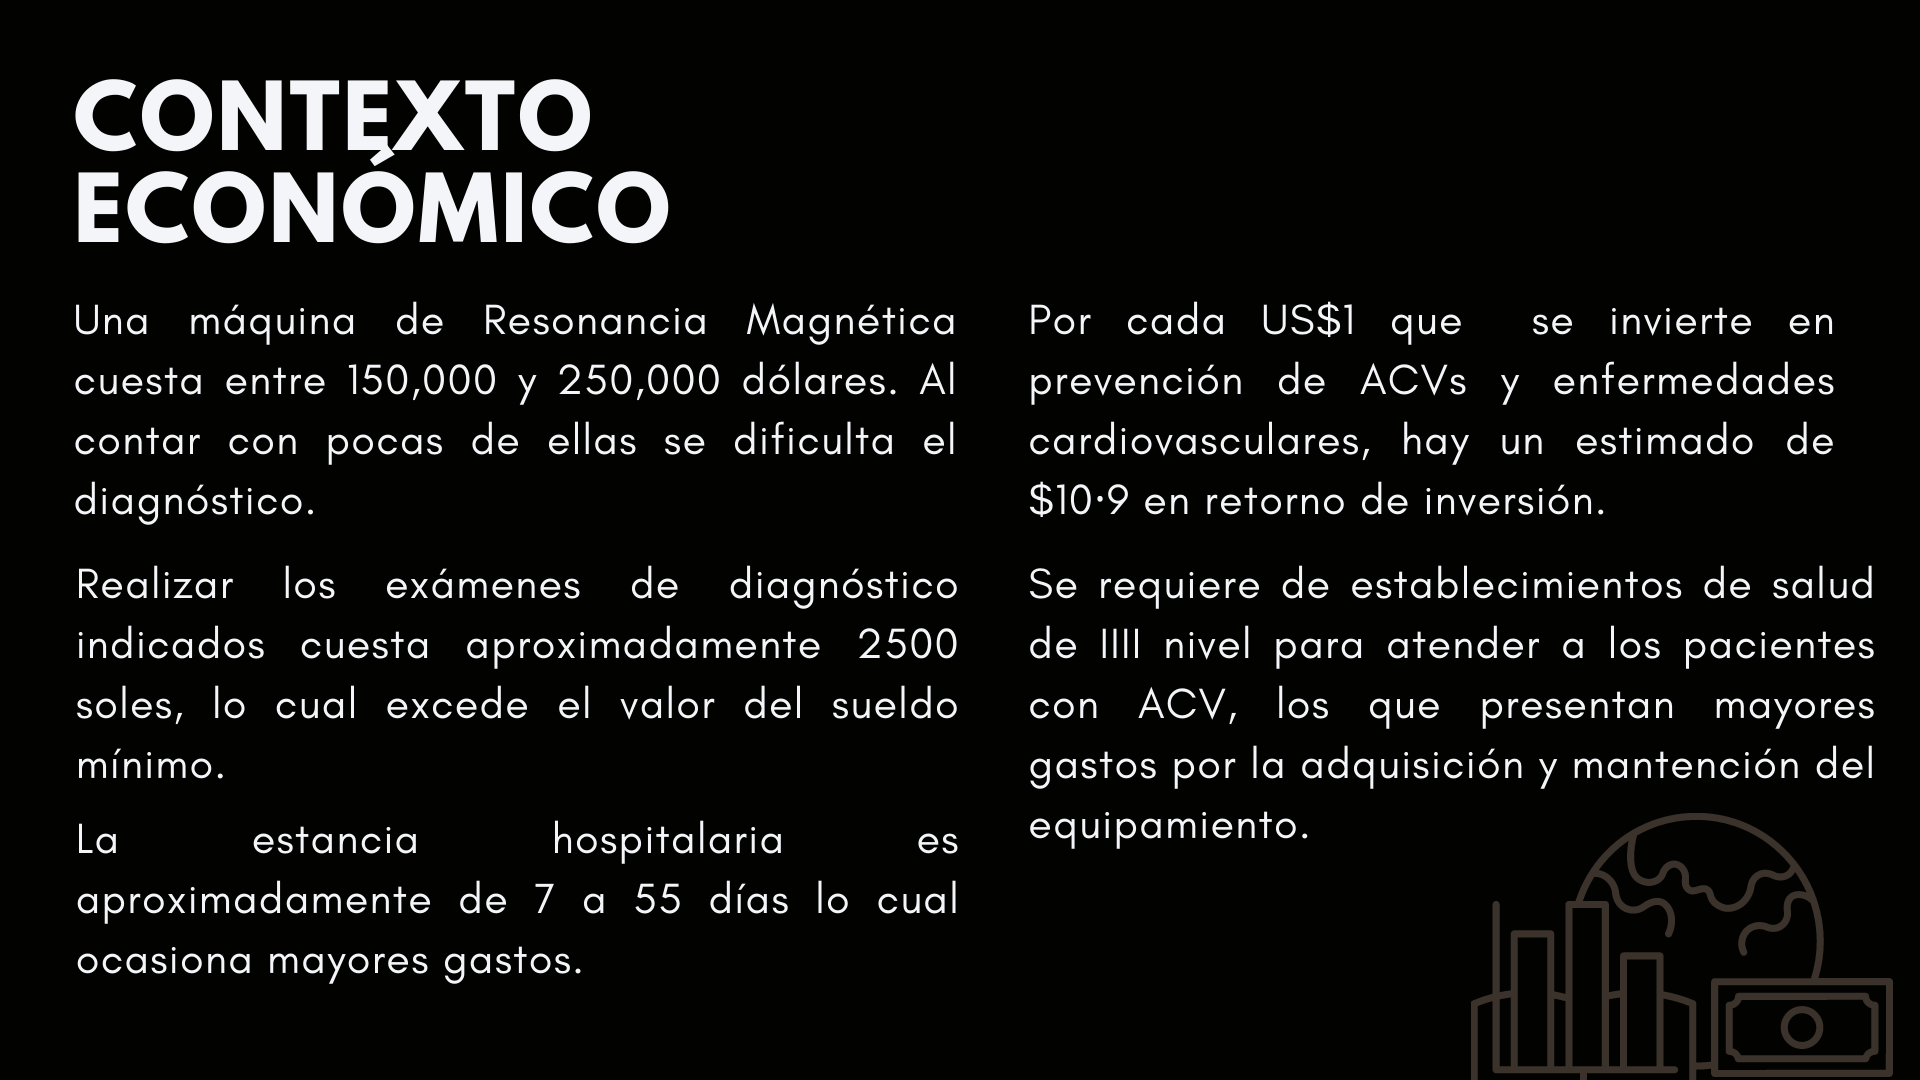 CONTEXTO
ECONÓMICO
Una máquina de Resonancia Magnética
cuesta entre 150,000 y 250,000 dólares. Al
contar con pocas de ellas se dificulta el
diagnóstico.
Realizar los exámenes de diagnóstico
indicados cuesta aproximadamente 2500
soles, lo cual excede el valor del sueldo
mínimo.
La estancia hospitalaria es
aproximadamente de 7 a 55 días lo cual
ocasiona mayores gastos.
Por cada US$1 que se invierte en
prevención de ACVs y enfermedades
cardiovasculares, hay un estimado de
$10·9 en retorno de inversión.
Se requiere de establecimientos de salud
de IIII nivel para atender a los pacientes
con ACV, los que presentan mayores
gastos por la adquisición y mantención del
equipamiento.